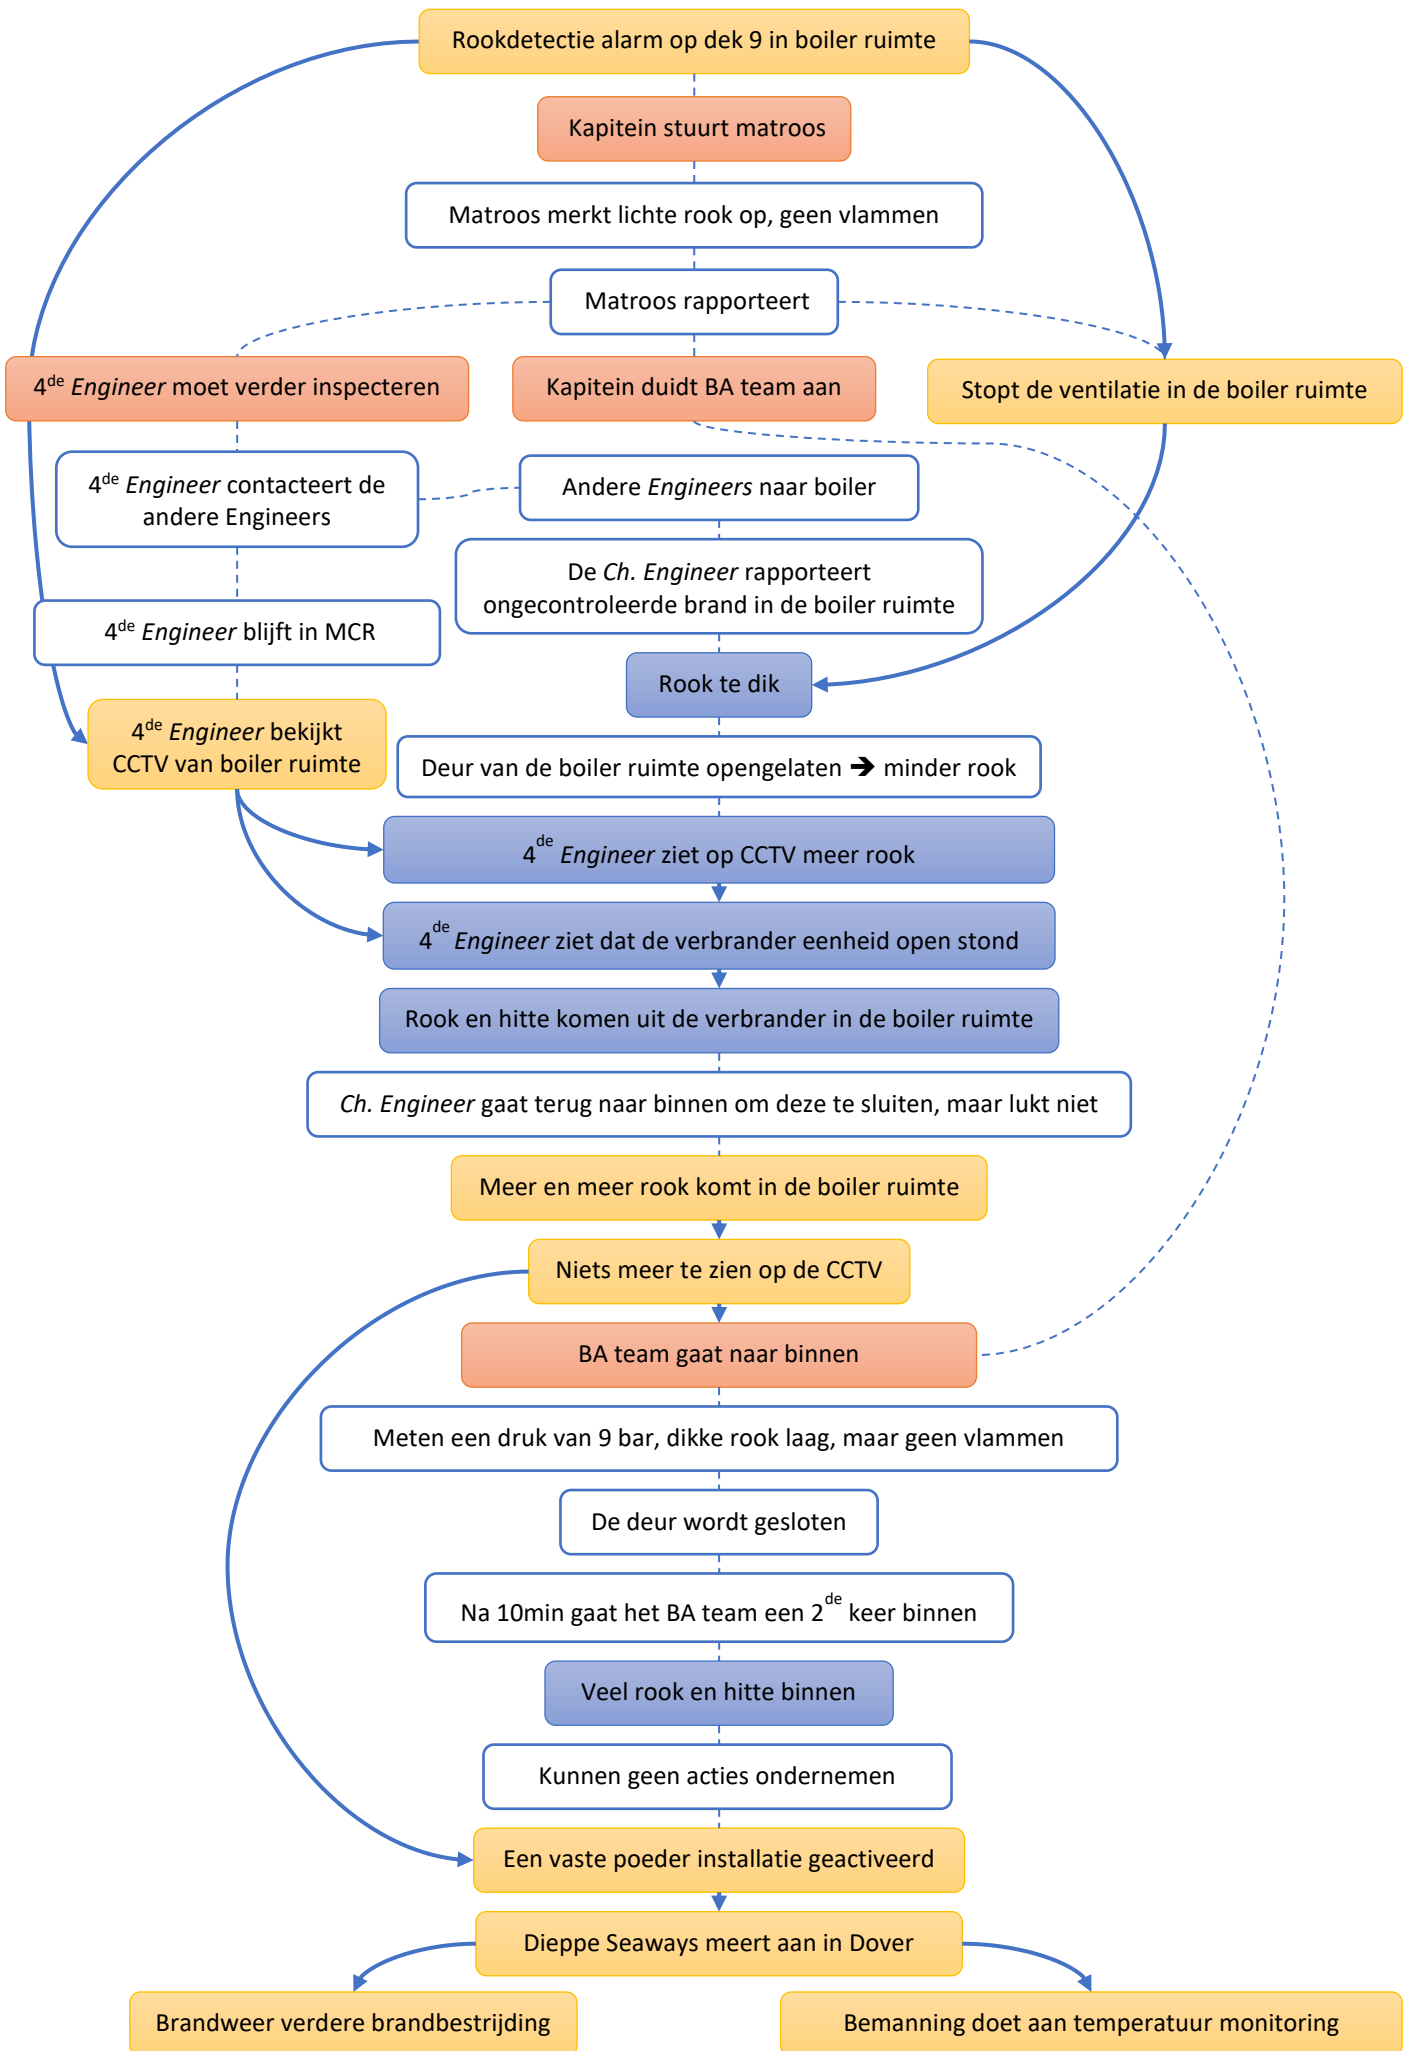 Rookdetectie alarm op dek 9 in boiler ruimte
Kapitein stuurt matroos
Matroos merkt lichte rook op, geen vlammen
Matroos rapporteert
4de Engineer moet verder inspecteren
Kapitein duidt BA team aan
Stopt de ventilatie in de boiler ruimte
4de Engineer contacteert de
andere Engineers
Andere Engineers naar boiler
De Ch. Engineer rapporteert
ongecontroleerde brand in de boiler ruimte
4de Engineer blijft in MCR
Rook te dik
4de Engineer bekijkt
CCTV van boiler ruimte
Deur van de boiler ruimte opengelaten ➔ minder rook
4de Engineer ziet op CCTV meer rook
4de Engineer ziet dat de verbrander eenheid open stond
Rook en hitte komen uit de verbrander in de boiler ruimte
Ch. Engineer gaat terug naar binnen om deze te sluiten, maar lukt niet
Meer en meer rook komt in de boiler ruimte
Niets meer te zien op de CCTV
BA team gaat naar binnen
Meten een druk van 9 bar, dikke rook laag, maar geen vlammen
De deur wordt gesloten
Na 10min gaat het BA team een 2de keer binnen
Veel rook en hitte binnen
Kunnen geen acties ondernemen
Een vaste poeder installatie geactiveerd
Dieppe Seaways meert aan in Dover
Brandweer verdere brandbestrijding
Bemanning doet aan temperatuur monitoring